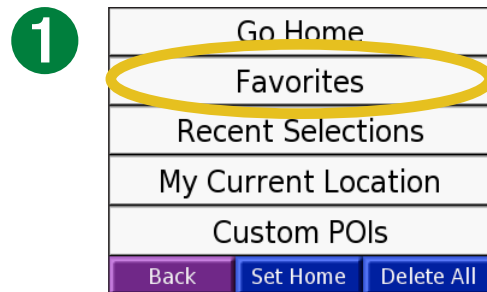 1
Go Home
Favorites
Recent Selections
My Current Location
Custom POIs
Back Set Home Delete All